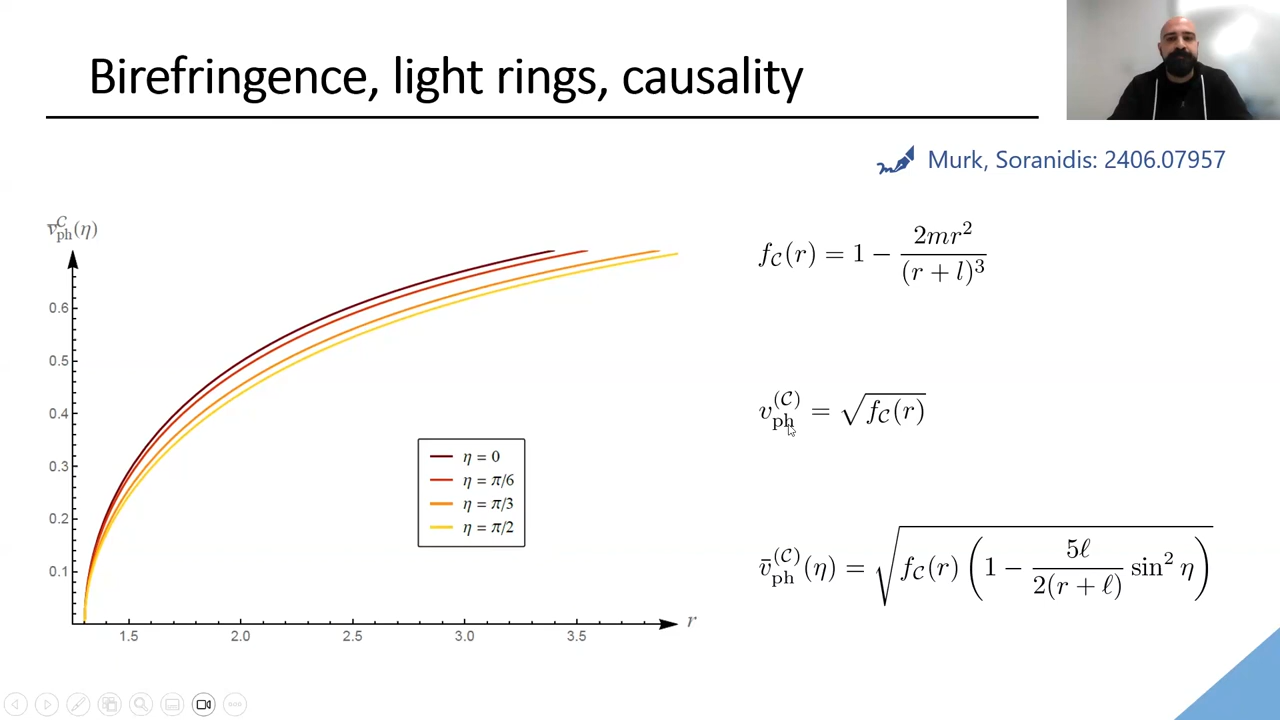 Birefringence, light rings, causality
Murk, Soranidis: 2406.07957
v̄_ph^C(η)
0.6
0.5
0.4
0.3
0.2
0.1
1.5 2.0 2.5 3.0 3.5 r
η = 0
η = π/6
η = π/3
η = π/2
f_C(r) = 1 − 2mr²/(r + l)³
v_ph^(C) = √f_C(r)
v̄_ph^(C)(η) = √(f_C(r) (1 − 5ℓ/2(r + ℓ) sin² η))